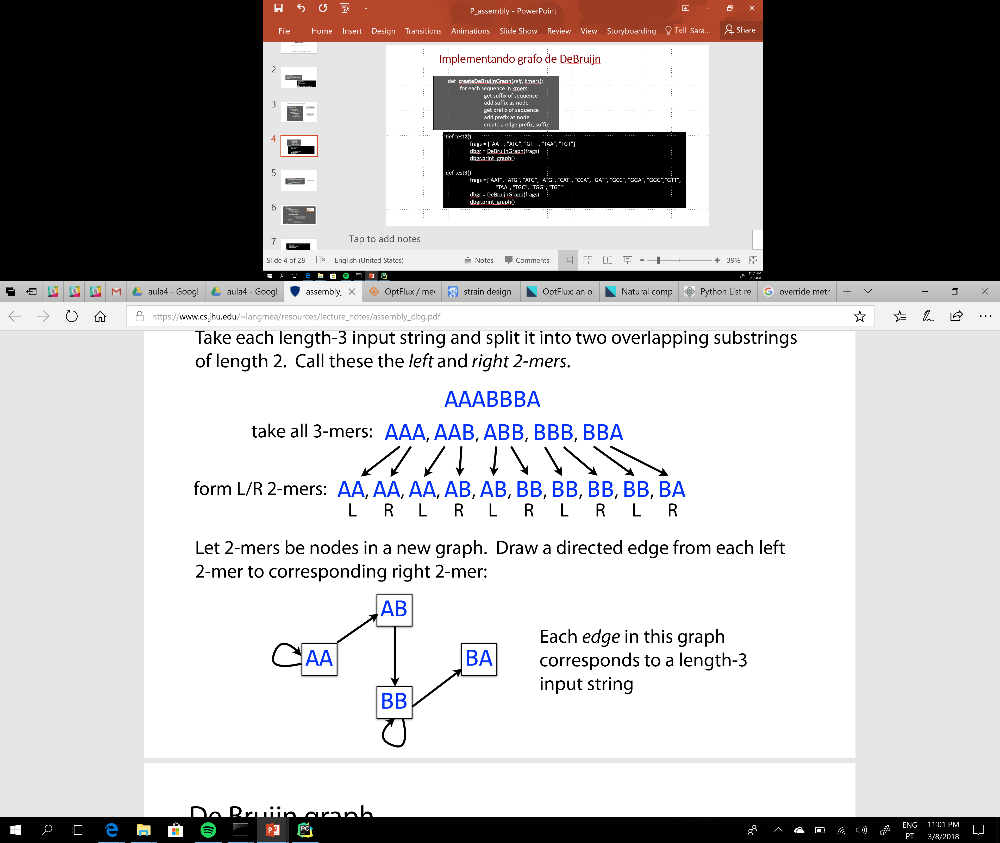 P_assembly - PowerPoint
File Home Insert Design Transitions Animations Slide Show Review View Storyboarding Tell Sara... Share
Implementando grafo de DeBruijn
def createDeBruijnGraph(self, kmers):
for each sequence in kmers:
get suffix of sequence
add suffix as node
get prefix of sequence
add prefix as node
create a edge prefix, suffix
def test2():
frags = ["AAT", "ATG", "GTT", "TAA", "TGT"]
dbgr = DeBruijnGraph(frags)
dbgr.print_graph()
def test3():
frags =["AAT", "ATG", "ATG", "ATG", "CAT", "CCA", "GAT", "GCC", "GGA", "GGG","GTT",
"TAA", "TGC", "TGG", "TGT"]
dbgr = DeBruijnGraph(frags)
dbgr.print_graph()
2
3
4
5
6
7
Tap to add notes
Slide 4 of 28 English (United States) Notes Comments 39%
11:01 PM
3/8/2018
aula4 - Googl aula4 - Googl assembly_ OptFlux / me strain design OptFlux: an o Natural comp Python List re override meth
https://www.cs.jhu.edu/~langmea/resources/lecture_notes/assembly_dbg.pdf
Take each length-3 input string and split it into two overlapping substrings
of length 2. Call these the left and right 2-mers.
AAABBBA
take all 3-mers: AAA, AAB, ABB, BBB, BBA
form L/R 2-mers: AA, AA, AA, AB, AB, BB, BB, BB, BB, BA
L R L R L R L R L R
Let 2-mers be nodes in a new graph. Draw a directed edge from each left
2-mer to corresponding right 2-mer:
AB
AA
BA
BB
Each edge in this graph
corresponds to a length-3
input string
De Bruijn graph
ENG
PT
11:01 PM
3/8/2018